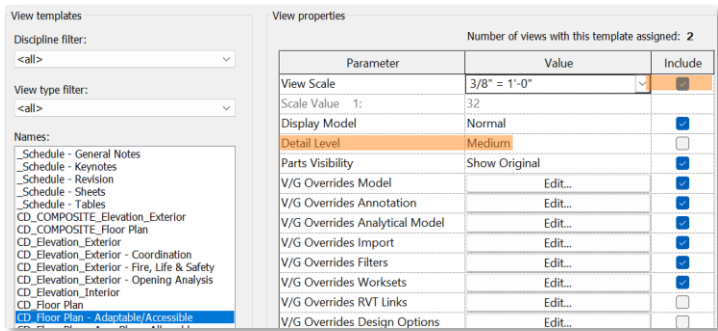 View templates
Discipline filter:
<all>
View type filter:
<all>
Names:
_Schedule - General Notes
_Schedule - Keynotes
_Schedule - Revision
_Schedule - Sheets
_Schedule - Tables
CD_COMPOSITE_Elevation_Exterior
CD_COMPOSITE_Floor Plan
CD_Elevation_Exterior
CD_Elevation_Exterior - Coordination
CD_Elevation_Exterior - Fire, Life & Safety
CD_Elevation_Exterior - Opening Analysis
CD_Elevation_Interior
CD_Floor Plan
CD_Floor Plan - Adaptable/Accessible
View properties
Number of views with this template assigned: 2
Parameter Value Include
View Scale 3/8" = 1'-0"
Scale Value 1: 32
Display Model Normal
Detail Level Medium
Parts Visibility Show Original
V/G Overrides Model Edit...
V/G Overrides Annotation Edit...
V/G Overrides Analytical Model Edit...
V/G Overrides Import Edit...
V/G Overrides Filters Edit...
V/G Overrides Worksets Edit...
V/G Overrides RVT Links Edit...
V/G Overrides Design Options Edit...